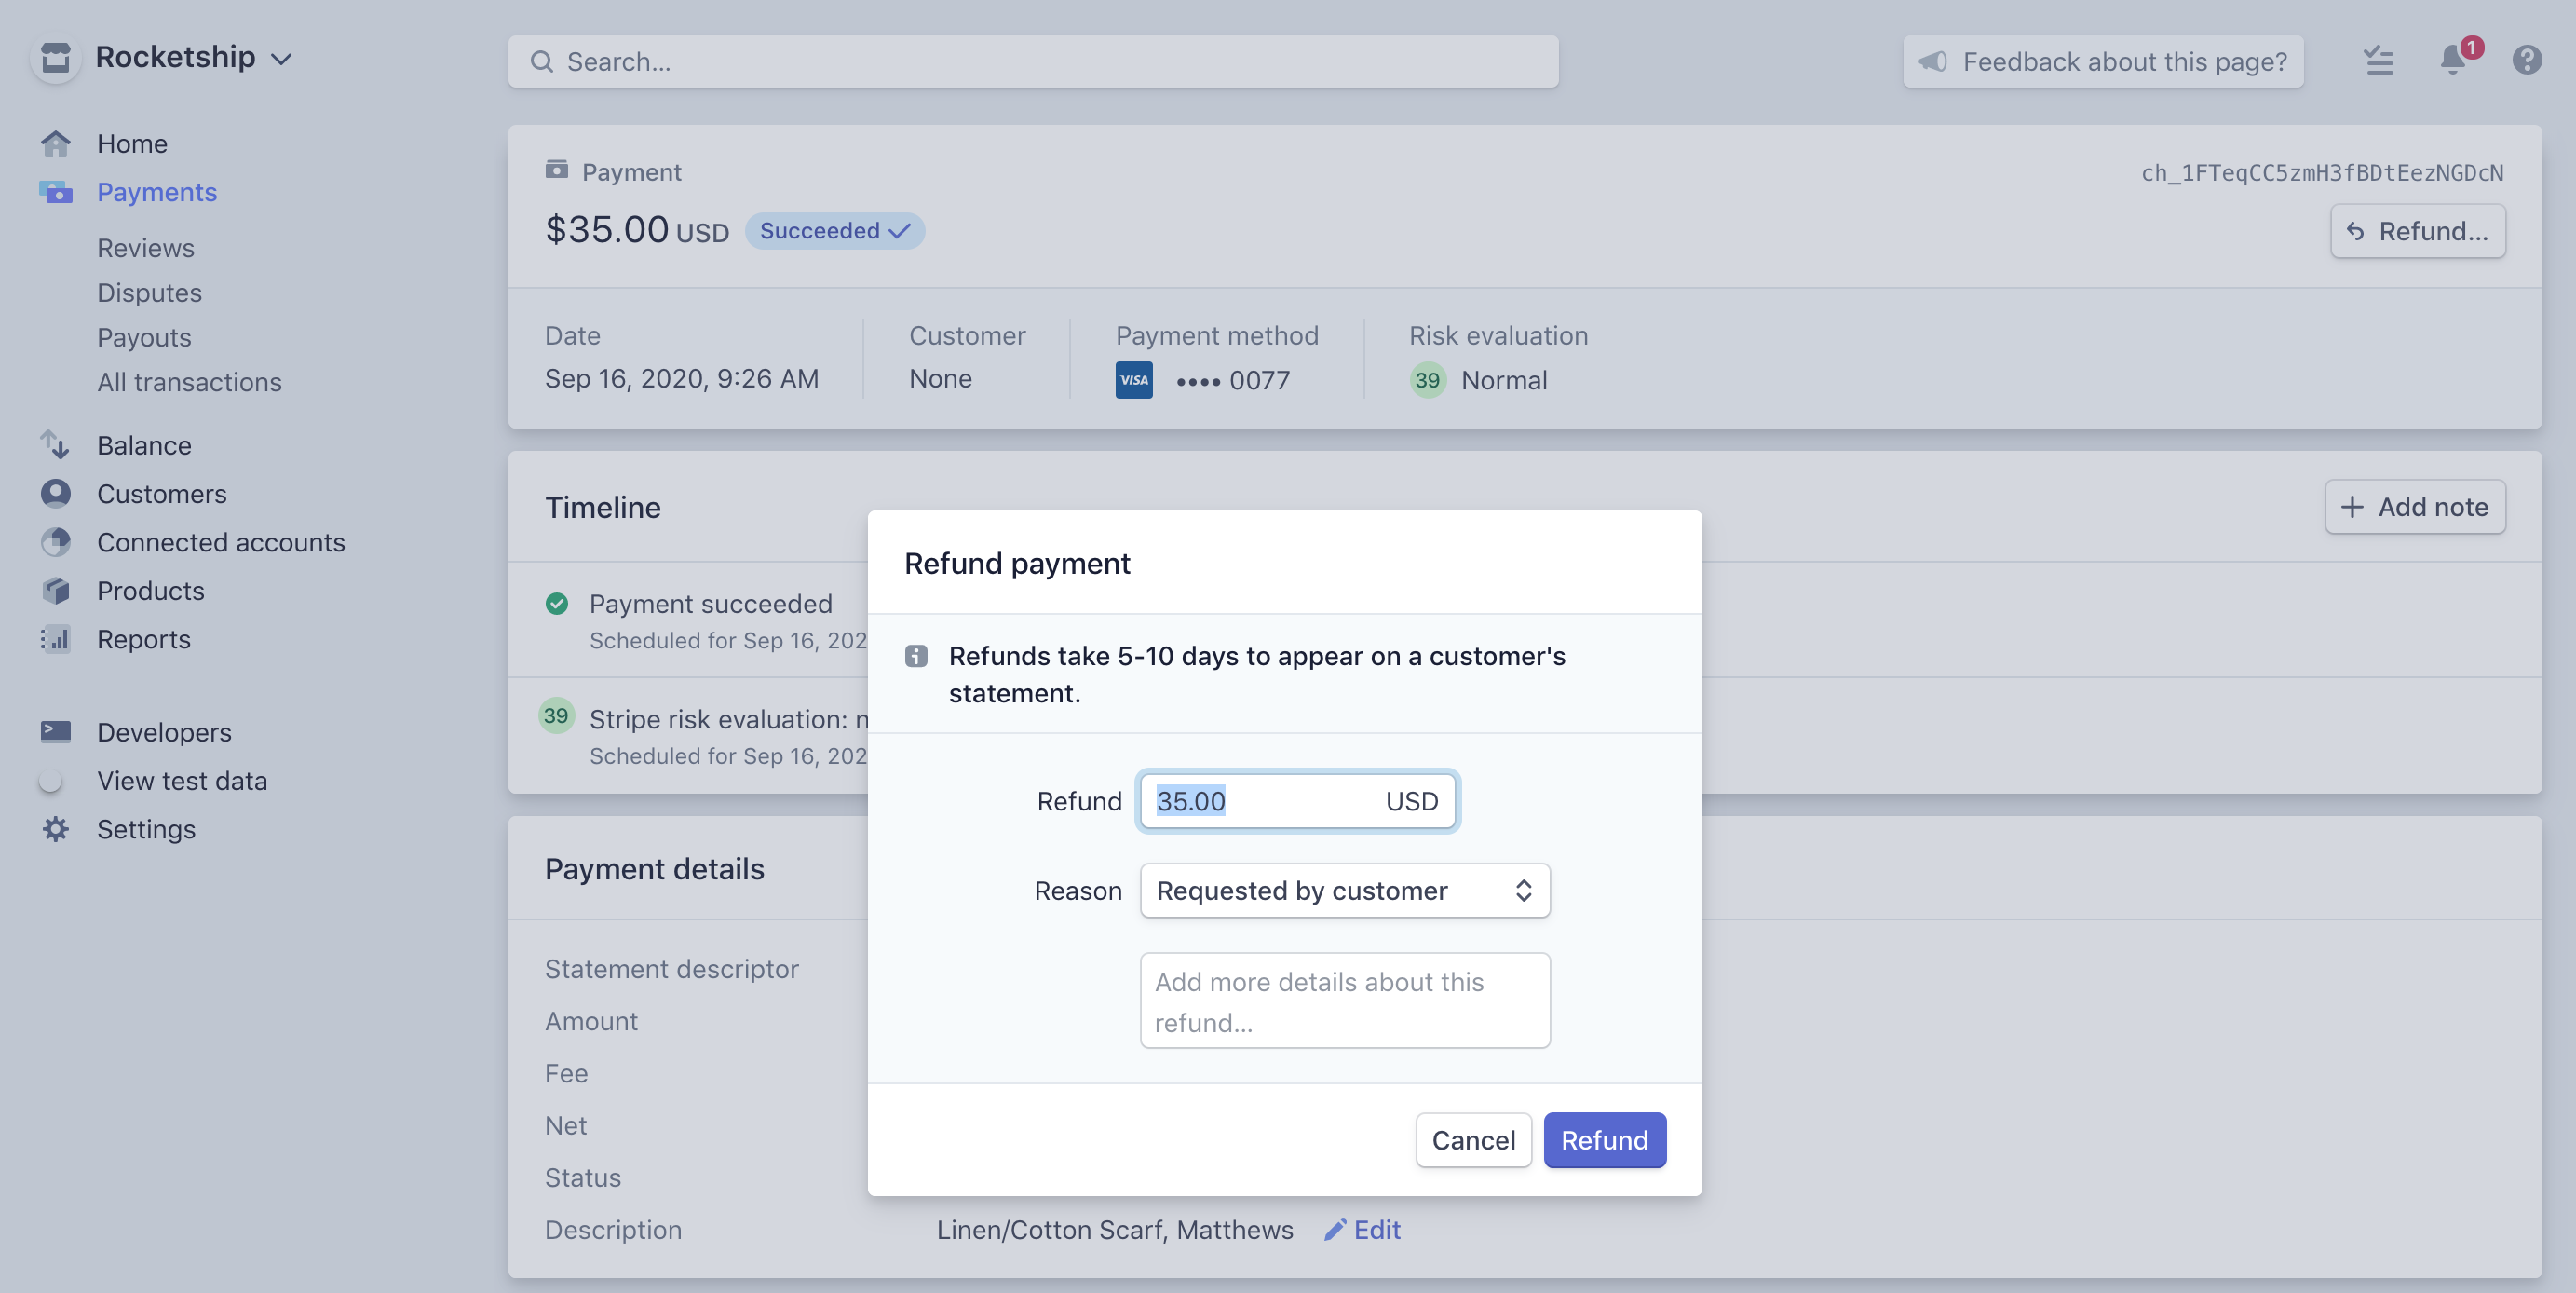 Rocketship
Search...
Feedback about this page?
1
Home
Payments
Reviews
Disputes
Payouts
All transactions
Balance
Customers
Connected accounts
Products
Reports
Developers
View test data
Settings
Payment
ch_1FTeqCC5zmH3fBDtEezNGDcN
$35.00 USD Succeeded
Refund...
Date
Sep 16, 2020, 9:26 AM
Customer
None
Payment method
VISA •••• 0077
Risk evaluation
39 Normal
Timeline
Add note
Payment succeeded
Scheduled for Sep 16, 202
39 Stripe risk evaluation: n
Scheduled for Sep 16, 202
Payment details
Statement descriptor
Amount
Fee
Net
Status
Description Linen/Cotton Scarf, Matthews Edit
Refund payment
Refunds take 5-10 days to appear on a customer's
statement.
Refund 35.00 USD
Reason Requested by customer
Add more details about this
refund...
Cancel Refund